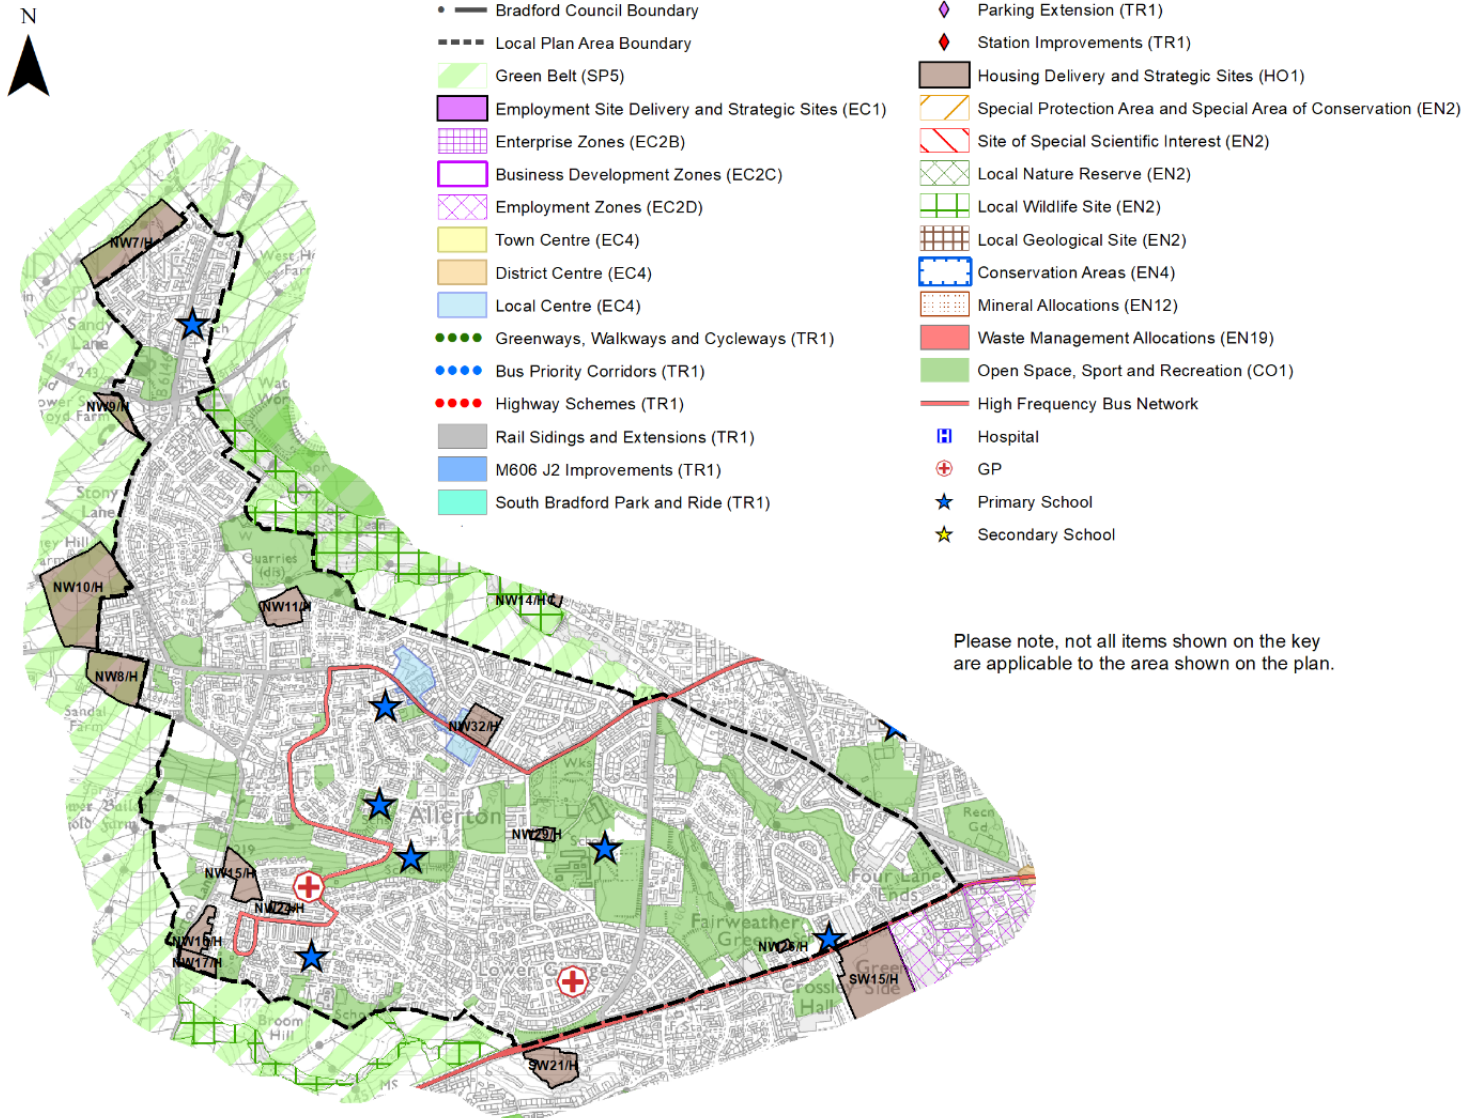 N
Bradford Council Boundary
Local Plan Area Boundary
Green Belt (SP5)
Employment Site Delivery and Strategic Sites (EC1)
Enterprise Zones (EC2B)
Business Development Zones (EC2C)
Employment Zones (EC2D)
Town Centre (EC4)
District Centre (EC4)
Local Centre (EC4)
Greenways, Walkways and Cycleways (TR1)
Bus Priority Corridors (TR1)
Highway Schemes (TR1)
Rail Sidings and Extensions (TR1)
M606 J2 Improvements (TR1)
South Bradford Park and Ride (TR1)
Parking Extension (TR1)
Station Improvements (TR1)
Housing Delivery and Strategic Sites (HO1)
Special Protection Area and Special Area of Conservation (EN2)
Site of Special Scientific Interest (EN2)
Local Nature Reserve (EN2)
Local Wildlife Site (EN2)
Local Geological Site (EN2)
Conservation Areas (EN4)
Mineral Allocations (EN12)
Waste Management Allocations (EN19)
Open Space, Sport and Recreation (CO1)
High Frequency Bus Network
H Hospital
GP
Primary School
Secondary School
Please note, not all items shown on the key
are applicable to the area shown on the plan.
NW7/H
Sandy
Lane
NW9/H
Stony
Lane
NW10/H
Quarries
(dis)
NW11/H
NW14/H
NW8/H
Sandal
Farm
NW32/H
Wks
Allerton
NW29/H
Recn
Gd
219
NW15/H
Four Lane
Ends
NW24/H
Fairweather
Green
NW16/H
NW26/H
NW17/H
Lower Grange
SW15/H
Green
Side
Crossley
Hall
Broom
Hill
SW21/H
MS